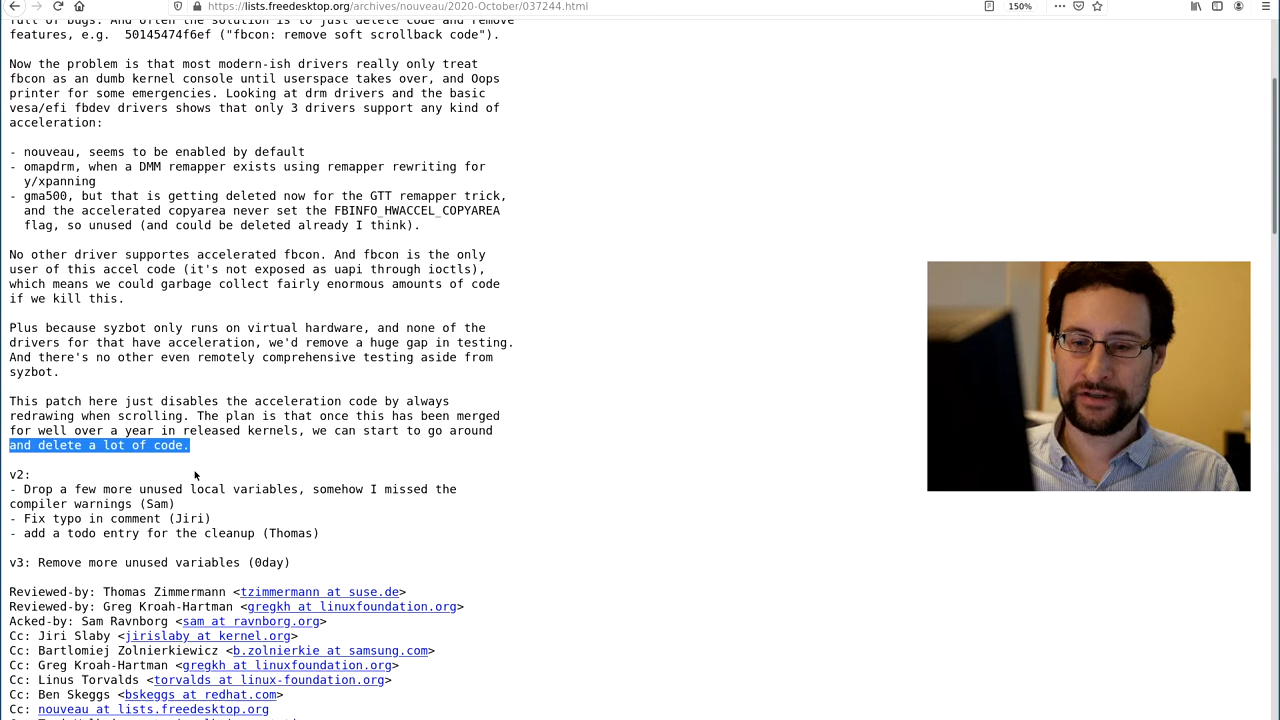 https://lists.freedesktop.org/archives/nouveau/2020-October/037244.html
150%
full of bugs. And often the solution is to just delete code and remove
features, e.g.  50145474f6ef ("fbcon: remove soft scrollback code").
Now the problem is that most modern-ish drivers really only treat
fbcon as an dumb kernel console until userspace takes over, and Oops
printer for some emergencies. Looking at drm drivers and the basic
vesa/efi fbdev drivers shows that only 3 drivers support any kind of
acceleration:
- nouveau, seems to be enabled by default
- omapdrm, when a DMM remapper exists using remapper rewriting for
y/xpanning
- gma500, but that is getting deleted now for the GTT remapper trick,
and the accelerated copyarea never set the FBINFO_HWACCEL_COPYAREA
flag, so unused (and could be deleted already I think).
No other driver supportes accelerated fbcon. And fbcon is the only
user of this accel code (it's not exposed as uapi through ioctls),
which means we could garbage collect fairly enormous amounts of code
if we kill this.
Plus because syzbot only runs on virtual hardware, and none of the
drivers for that have acceleration, we'd remove a huge gap in testing.
And there's no other even remotely comprehensive testing aside from
syzbot.
This patch here just disables the acceleration code by always
redrawing when scrolling. The plan is that once this has been merged
for well over a year in released kernels, we can start to go around
and delete a lot of code.
v2:
- Drop a few more unused local variables, somehow I missed the
compiler warnings (Sam)
- Fix typo in comment (Jiri)
- add a todo entry for the cleanup (Thomas)
v3: Remove more unused variables (0day)
Reviewed-by: Thomas Zimmermann <tzimmermann at suse.de>
Reviewed-by: Greg Kroah-Hartman <gregkh at linuxfoundation.org>
Acked-by: Sam Ravnborg <sam at ravnborg.org>
Cc: Jiri Slaby <jirislaby at kernel.org>
Cc: Bartlomiej Zolnierkiewicz <b.zolnierkie at samsung.com>
Cc: Greg Kroah-Hartman <gregkh at linuxfoundation.org>
Cc: Linus Torvalds <torvalds at linux-foundation.org>
Cc: Ben Skeggs <bskeggs at redhat.com>
Cc: nouveau at lists.freedesktop.org